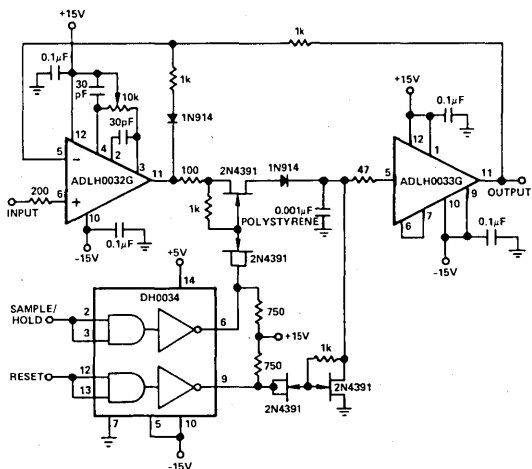 +15V
1k
0.1µF
30
pF
10k
1k
+15V
0.1µF
30pF
1N914
12
4
2
3
5
-
ADLH0032G
11
100
2N4391
1N914
47
5
12
1
ADLH0033G
11
OUTPUT
200
6
+
INPUT
10
0.1µF
-15V
1k
0.001µF
POLYSTYRENE
6
7
10
9
0.1µF
-15V
2N4391
+5V
14
DH0034
SAMPLE/
HOLD
2
3
6
750
+15V
750
1k
RESET
12
13
9
2N4391
2N4391
7
5
10
-15V